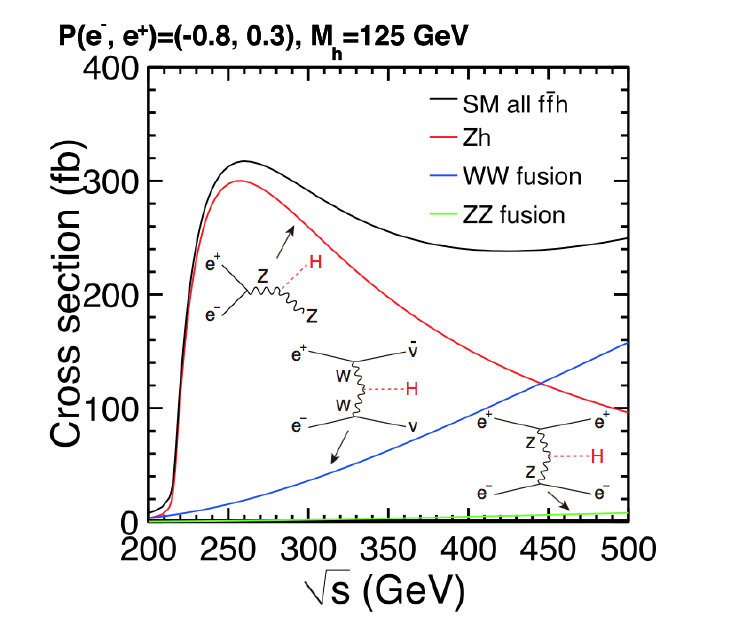 P(e⁻, e⁺)=(-0.8, 0.3), M_h=125 GeV
400
300
200
100
0
Cross section (fb)
SM all ff̄h
Zh
WW fusion
ZZ fusion
e⁺
e⁻
Z
H
Z
e⁺
e⁻
W
W
H
ν̄
ν
e⁺
e⁻
Z
Z
H
e⁺
e⁻
200 250 300 350 400 450 500
√s (GeV)